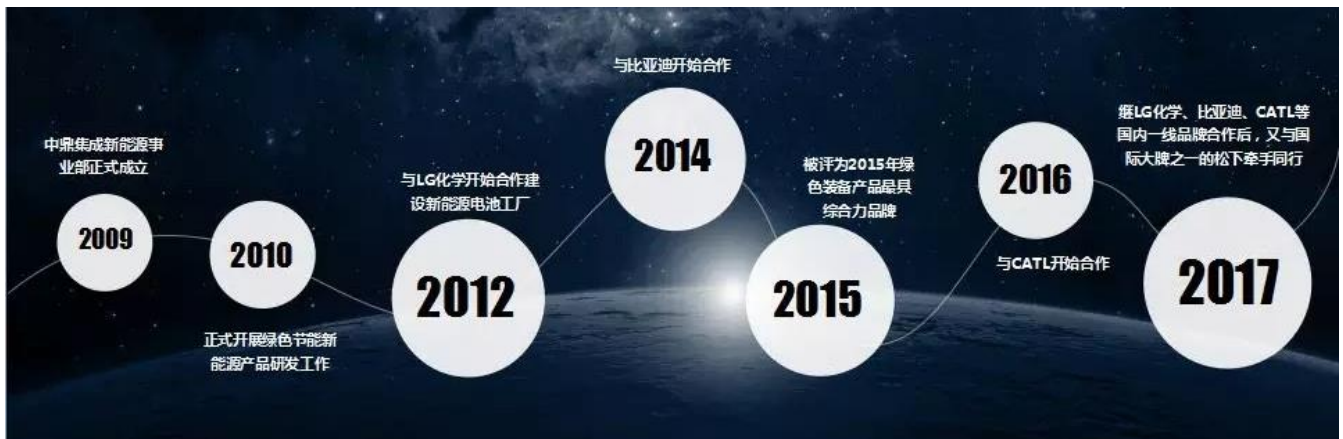 中鼎集成新能源事
业部正式成立
2009
2010
正式开展绿色节能新
能源产品研发工作
与LG化学开始合作建
设新能源电池工厂
2012
与比亚迪开始合作
2014
被评为2015年绿
色装备产品最具
综合力品牌
2015
2016
与CATL开始合作
继LG化学、比亚迪、CATL等
国内一线品牌合作后，又与国
际大牌之一的松下牵手同行
2017